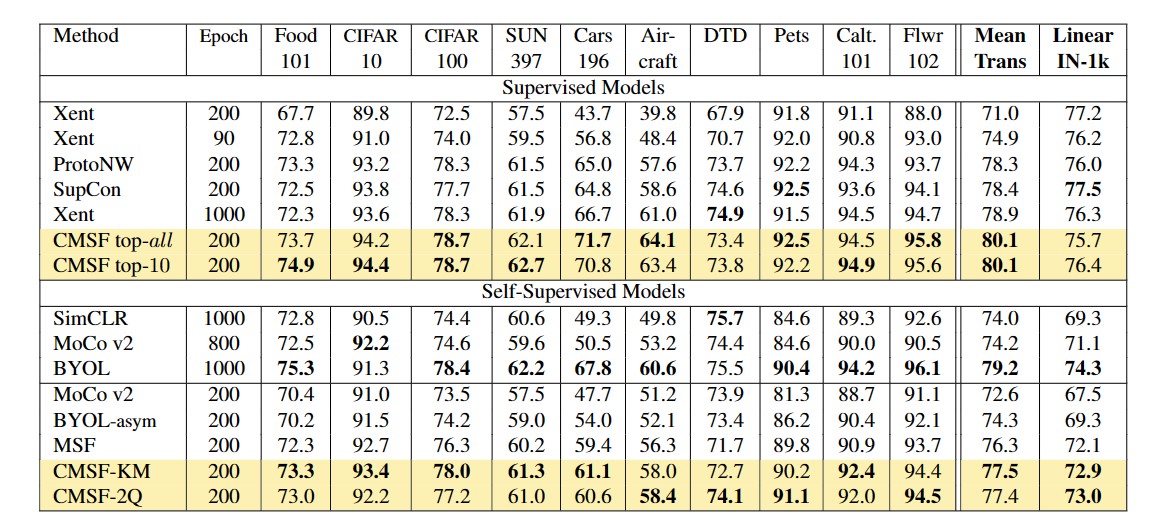 Method Epoch Food CIFAR CIFAR SUN Cars Air- DTD Pets Calt. Flwr Mean Linear
101 10 100 397 196 craft 101 102 Trans IN-1k
Supervised Models
Xent 200 67.7 89.8 72.5 57.5 43.7 39.8 67.9 91.8 91.1 88.0 71.0 77.2
Xent 90 72.8 91.0 74.0 59.5 56.8 48.4 70.7 92.0 90.8 93.0 74.9 76.2
ProtoNW 200 73.3 93.2 78.3 61.5 65.0 57.6 73.7 92.2 94.3 93.7 78.3 76.0
SupCon 200 72.5 93.8 77.7 61.5 64.8 58.6 74.6 92.5 93.6 94.1 78.4 77.5
Xent 1000 72.3 93.6 78.3 61.9 66.7 61.0 74.9 91.5 94.5 94.7 78.9 76.3
CMSF top-all 200 73.7 94.2 78.7 62.1 71.7 64.1 73.4 92.5 94.5 95.8 80.1 75.7
CMSF top-10 200 74.9 94.4 78.7 62.7 70.8 63.4 73.8 92.2 94.9 95.6 80.1 76.4
Self-Supervised Models
SimCLR 1000 72.8 90.5 74.4 60.6 49.3 49.8 75.7 84.6 89.3 92.6 74.0 69.3
MoCo v2 800 72.5 92.2 74.6 59.6 50.5 53.2 74.4 84.6 90.0 90.5 74.2 71.1
BYOL 1000 75.3 91.3 78.4 62.2 67.8 60.6 75.5 90.4 94.2 96.1 79.2 74.3
MoCo v2 200 70.4 91.0 73.5 57.5 47.7 51.2 73.9 81.3 88.7 91.1 72.6 67.5
BYOL-asym 200 70.2 91.5 74.2 59.0 54.0 52.1 73.4 86.2 90.4 92.1 74.3 69.3
MSF 200 72.3 92.7 76.3 60.2 59.4 56.3 71.7 89.8 90.9 93.7 76.3 72.1
CMSF-KM 200 73.3 93.4 78.0 61.3 61.1 58.0 72.7 90.2 92.4 94.4 77.5 72.9
CMSF-2Q 200 73.0 92.2 77.2 61.0 60.6 58.4 74.1 91.1 92.0 94.5 77.4 73.0